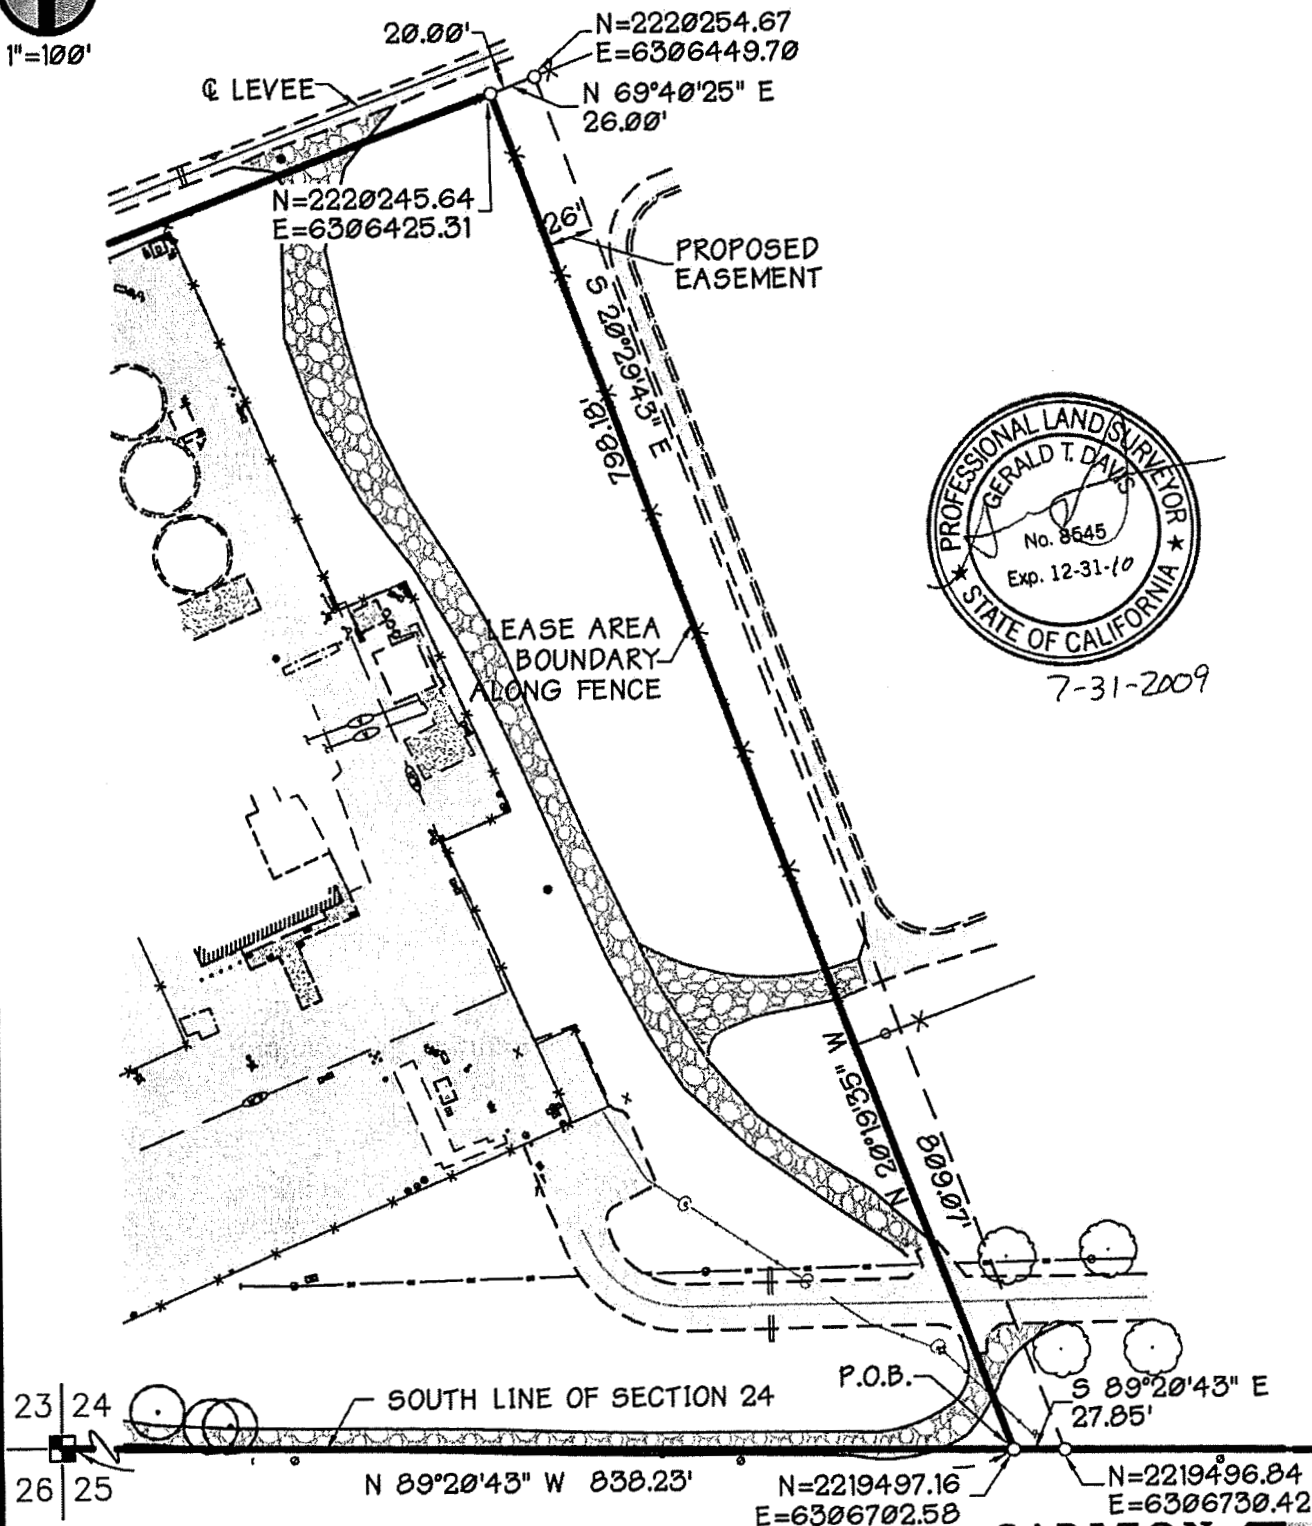 1"=100'
20.00'
N=2220254.67
E=6306449.70
℄ LEVEE
N 69°40'25" E
26.00'
N=2220245.64
E=6306425.31
26'
PROPOSED
EASEMENT
S 20°29'43" E
798.18'
PROFESSIONAL LAND SURVEYOR
GERALD T. DAVIS
No. 8545
Exp. 12-31-10
★ STATE OF CALIFORNIA ★
7-31-2009
LEASE AREA
BOUNDARY
ALONG FENCE
N 20°19'35" W
809.07'
P.O.B.
S 89°20'43" E
27.85'
SOUTH LINE OF SECTION 24
23 24
26 25
N 89°20'43" W 838.23'
N=2219497.16
E=6306702.58
N=2219496.84
E=6306730.42